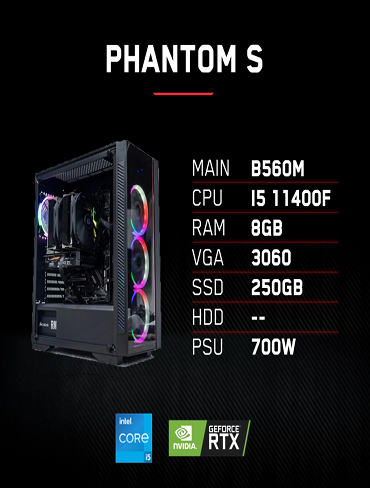 PHANTOM S
MAIN B560M
CPU I5 11400F
RAM 8GB
VGA 3060
SSD 250GB
HDD --
PSU 700W
intel
CORE
i5
NVIDIA
GEFORCE
RTX